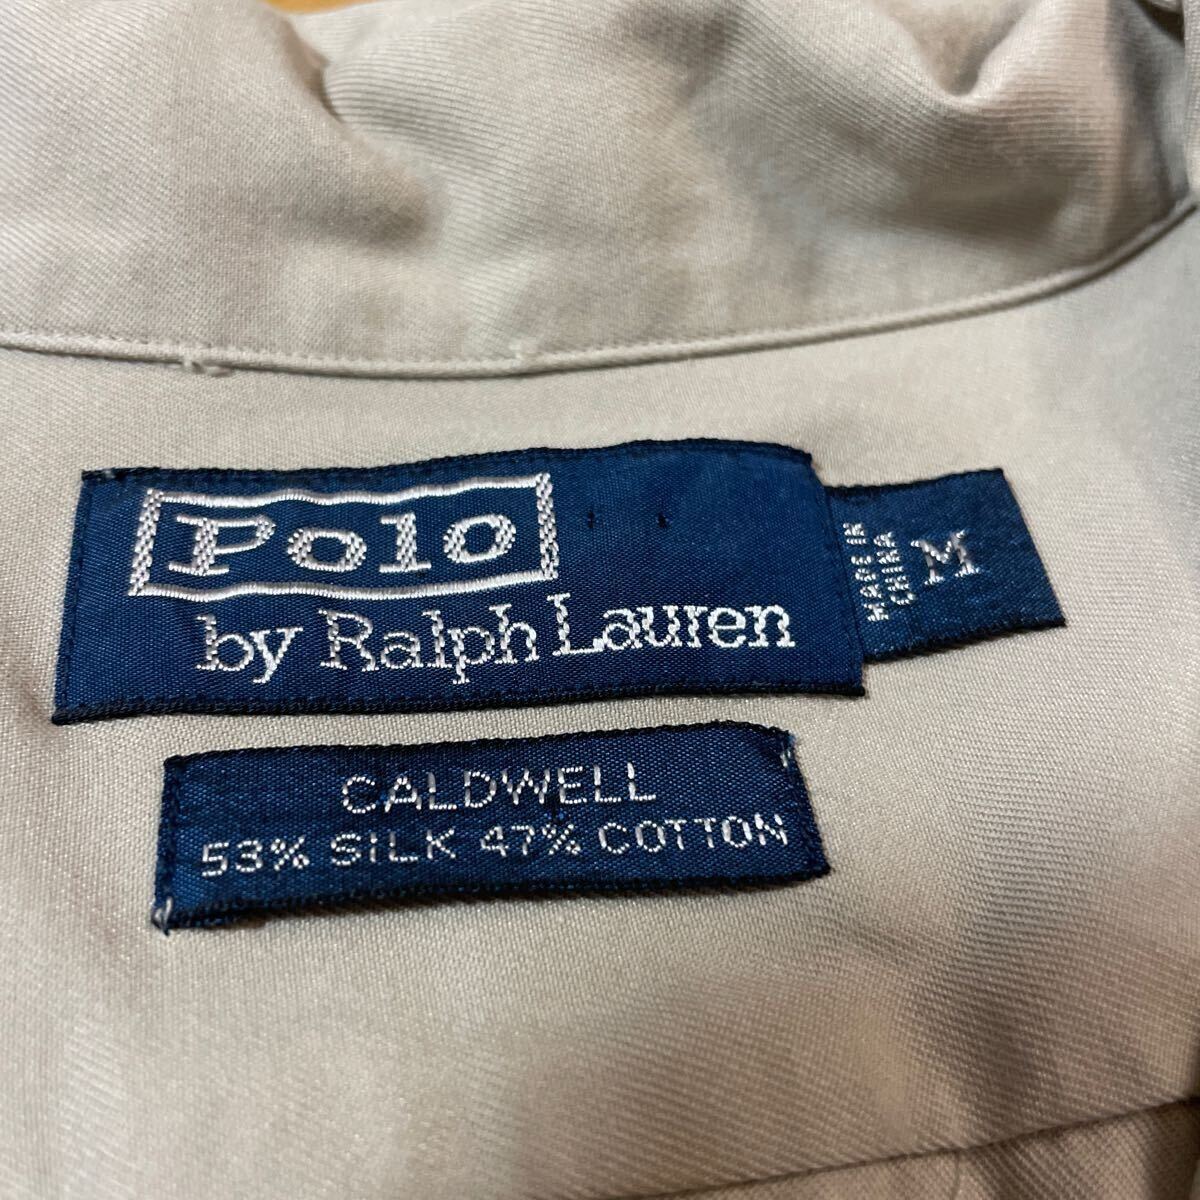 Polo
by Ralph Lauren
MADE IN
CHINA
M
CALDWELL
53% SILK 47% COTTON